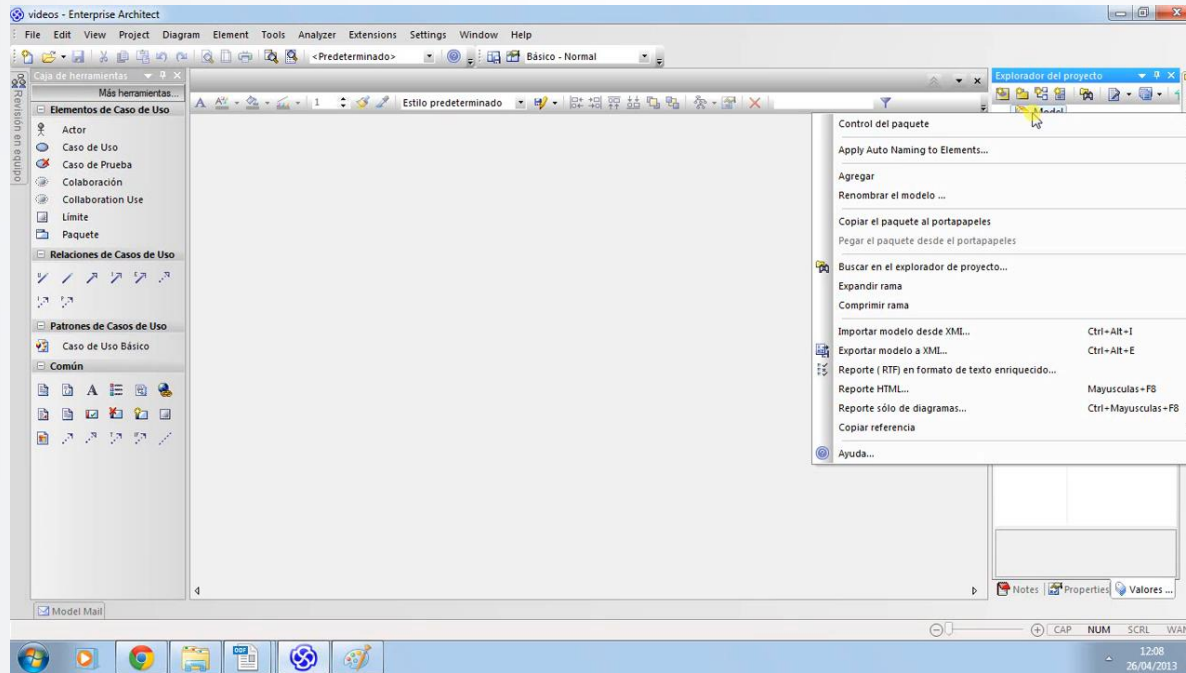 videos - Enterprise Architect
File Edit View Project Diagram Element Tools Analyzer Extensions Settings Window Help
<Predeterminado> Básico - Normal
Caja de herramientas
Más herramientas...
Revisión en equipo
Elementos de Caso de Uso
Actor
Caso de Uso
Caso de Prueba
Colaboración
Collaboration Use
Límite
Paquete
Relaciones de Casos de Uso
Patrones de Casos de Uso
Caso de Uso Básico
Común
A 1 Estilo predeterminado
Explorador del proyecto
Model
Control del paquete
Apply Auto Naming to Elements...
Agregar
Renombrar el modelo ...
Copiar el paquete al portapapeles
Pegar el paquete desde el portapapeles
Buscar en el explorador de proyecto...
Expandir rama
Comprimir rama
Importar modelo desde XMI... Ctrl+Alt+I
Exportar modelo a XMI... Ctrl+Alt+E
Reporte ( RTF) en formato de texto enriquecido...
Reporte HTML... Mayusculas+F8
Reporte sólo de diagramas... Ctrl+Mayusculas+F8
Copiar referencia
Ayuda...
Notes Properties Valores ...
Model Mail
CAP NUM SCRL
12:08
26/04/2013